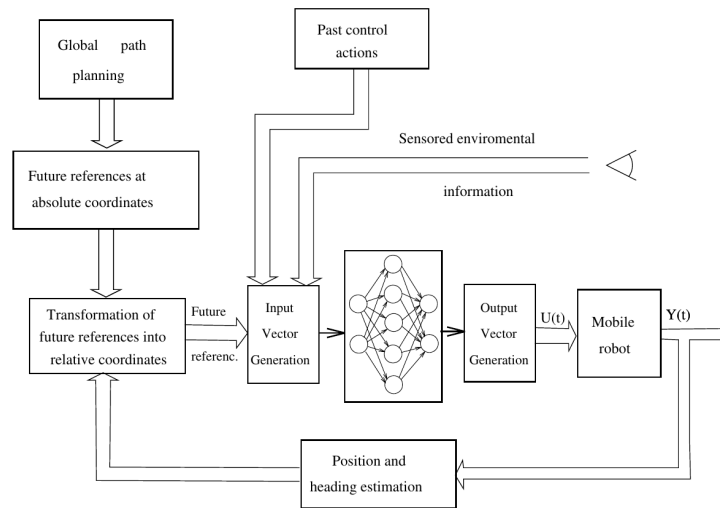 Global path
planning
Past control
actions
Sensored enviromental
information
Future references at
absolute coordinates
Transformation of
future references into
relative coordinates
Future
referenc.
Input
Vector
Generation
Output
Vector
Generation
U(t)
Mobile
robot
Y(t)
Position and
heading estimation